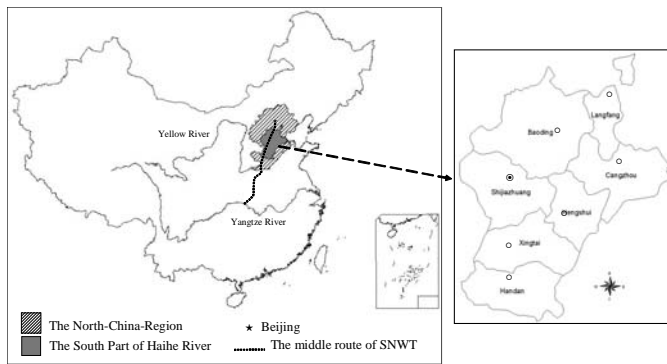 Yellow River
Yangtze River
The North-China-Region
Beijing
The South Part of Haihe River
The middle route of SNWT
Langfang
Baoding
Cangzhou
Shijiazhuang
Hengshui
Xingtai
Handan